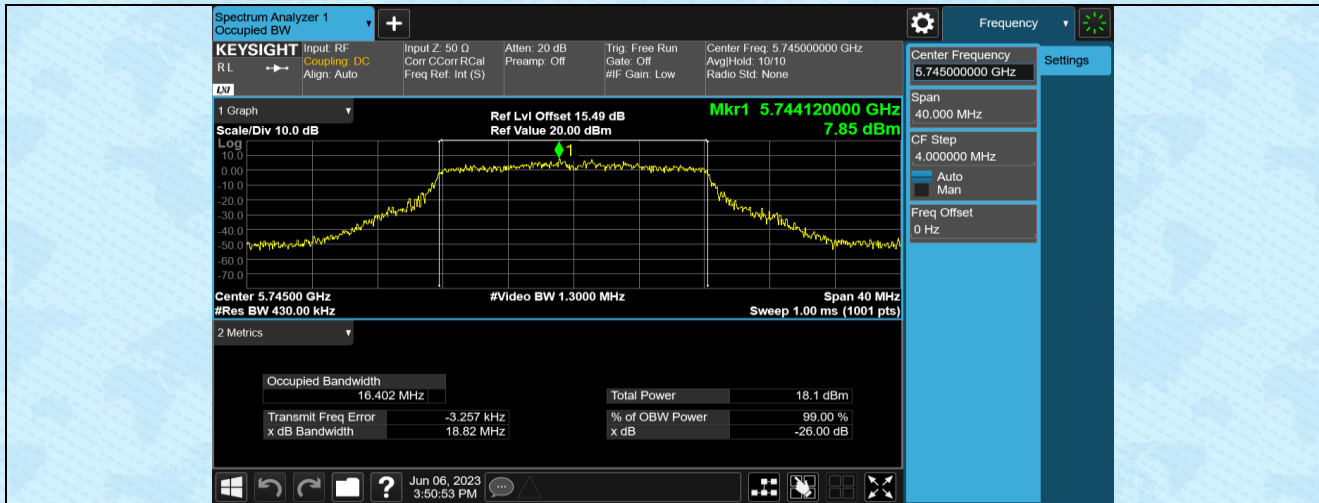 Spectrum Analyzer 1
Occupied BW
+
Frequency
KEYSIGHT
RL
LXI
Input: RF
Coupling: DC
Align: Auto
Input Z: 50 Ω
Corr CCorr RCal
Freq Ref: Int (S)
Atten: 20 dB
Preamp: Off
Trig: Free Run
Gate: Off
#IF Gain: Low
Center Freq: 5.745000000 GHz
Avg|Hold: 10/10
Radio Std: None
Center Frequency
5.745000000 GHz
Settings
Span
40.000 MHz
CF Step
4.000000 MHz
Auto
Man
Freq Offset
0 Hz
1 Graph
Scale/Div 10.0 dB
Ref Lvl Offset 15.49 dB
Ref Value 20.00 dBm
Mkr1 5.744120000 GHz
7.85 dBm
Log
10.0
0.00
-10.0
-20.0
-30.0
-40.0
-50.0
-60.0
-70.0
1
Center 5.74500 GHz
#Res BW 430.00 kHz
#Video BW 1.3000 MHz
Span 40 MHz
Sweep 1.00 ms (1001 pts)
2 Metrics
Occupied Bandwidth
16.402 MHz
Total Power 18.1 dBm
Transmit Freq Error -3.257 kHz
% of OBW Power 99.00 %
x dB Bandwidth 18.82 MHz
x dB -26.00 dB
?
Jun 06, 2023
3:50:53 PM